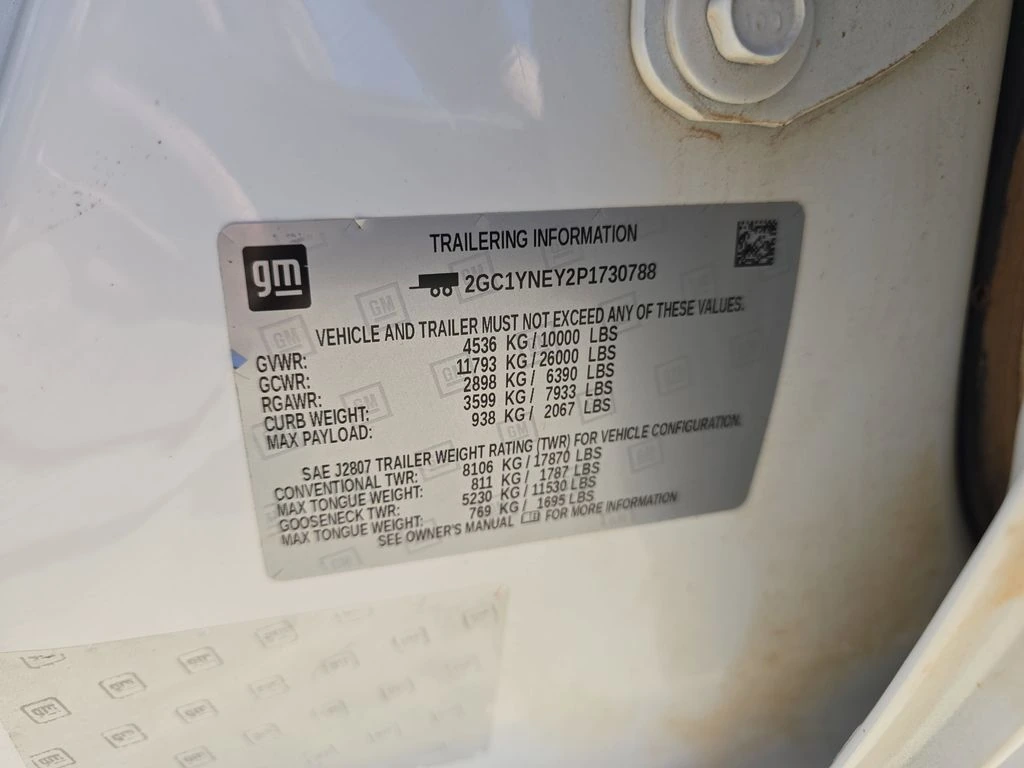 TRAILERING INFORMATION
gm
2GC1YNEY2P1730788
VEHICLE AND TRAILER MUST NOT EXCEED ANY OF THESE VALUES.
GVWR: 4536 KG / 10000 LBS
GCWR: 11793 KG / 26000 LBS
RGAWR: 2898 KG / 6390 LBS
CURB WEIGHT: 3599 KG / 7933 LBS
MAX PAYLOAD: 938 KG / 2067 LBS
SAE J2807 TRAILER WEIGHT RATING (TWR) FOR VEHICLE CONFIGURATION.
CONVENTIONAL TWR: 8106 KG / 17870 LBS
MAX TONGUE WEIGHT: 811 KG / 1787 LBS
GOOSENECK TWR: 5230 KG / 11530 LBS
MAX TONGUE WEIGHT: 769 KG / 1695 LBS
SEE OWNER'S MANUAL FOR MORE INFORMATION